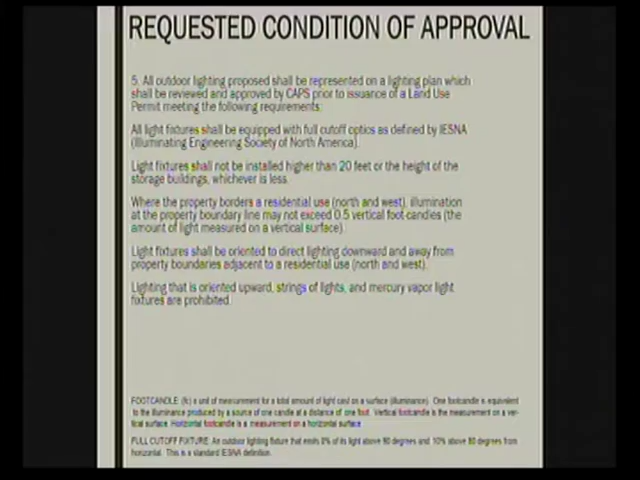 REQUESTED CONDITION OF APPROVAL
5. All outdoor lighting proposed shall be represented on a lighting plan which
shall be reviewed and approved by CAPS prior to issuance of a Land Use
Permit meeting the following requirements:
All light fixtures shall be equipped with full cutoff optics as defined by IESNA
(Illuminating Engineering Society of North America).
Light fixtures shall not be installed higher than 20 feet or the height of the
storage buildings, whichever is less.
Where the property borders a residential use (north and west), illumination
at the property boundary line may not exceed 0.5 vertical foot-candles (the
amount of light measured on a vertical surface).
Light fixtures shall be oriented to direct lighting downward and away from
property boundaries adjacent to a residential use (north and west).
Lighting that is oriented upward, strings of lights, and mercury vapor light
fixtures are prohibited.
FOOTCANDLE: (fc) a unit of measurement for a total amount of light cast on a surface (illuminance). One footcandle is equivalent
to the illuminance produced by a source of one candle at a distance of one foot. Vertical footcandle is the measurement on a ver-
tical surface. Horizontal footcandle is a measurement on a horizontal surface
FULL CUTOFF FIXTURE: An outdoor lighting fixture that emits 0% of its light above 90 degrees and 10% above 80 degrees from
horizontal. This is a standard IESNA definition.